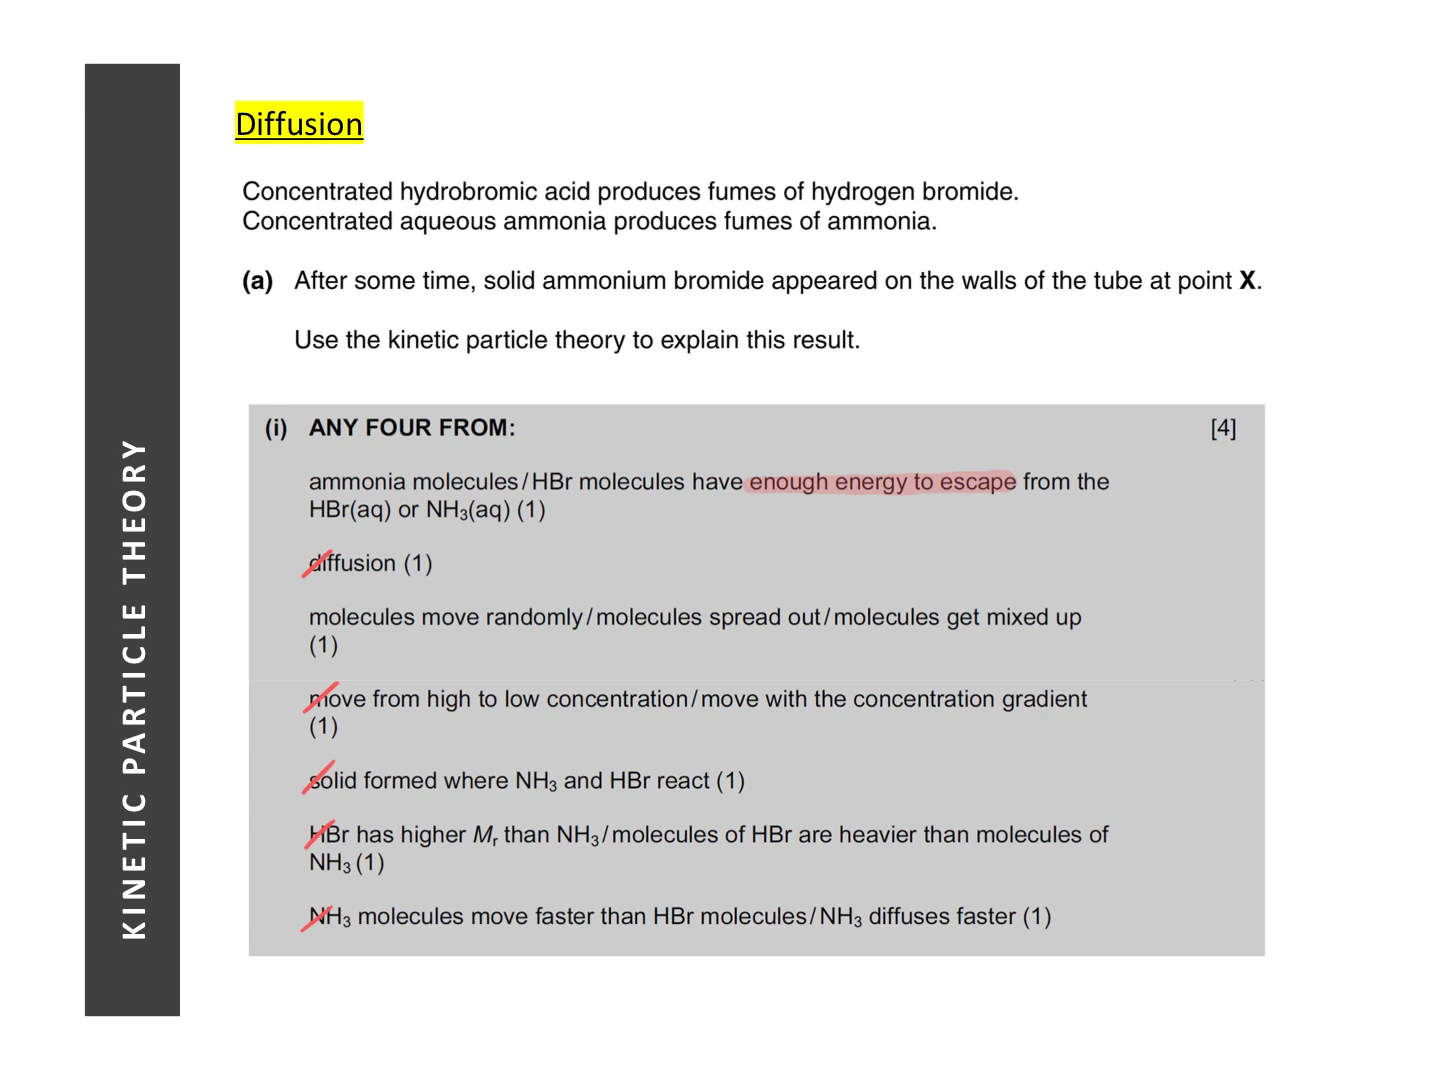 KINETIC PARTICLE THEORY
Diffusion
Concentrated hydrobromic acid produces fumes of hydrogen bromide.
Concentrated aqueous ammonia produces fumes of ammonia.
(a) After some time, solid ammonium bromide appeared on the walls of the tube at point X.
Use the kinetic particle theory to explain this result.
(i) ANY FOUR FROM: [4]
ammonia molecules/HBr molecules have enough energy to escape from the
HBr(aq) or NH₃(aq) (1)
diffusion (1)
molecules move randomly/molecules spread out/molecules get mixed up
(1)
move from high to low concentration/move with the concentration gradient
(1)
solid formed where NH₃ and HBr react (1)
HBr has higher Mᵣ than NH₃/molecules of HBr are heavier than molecules of
NH₃ (1)
NH₃ molecules move faster than HBr molecules/NH₃ diffuses faster (1)